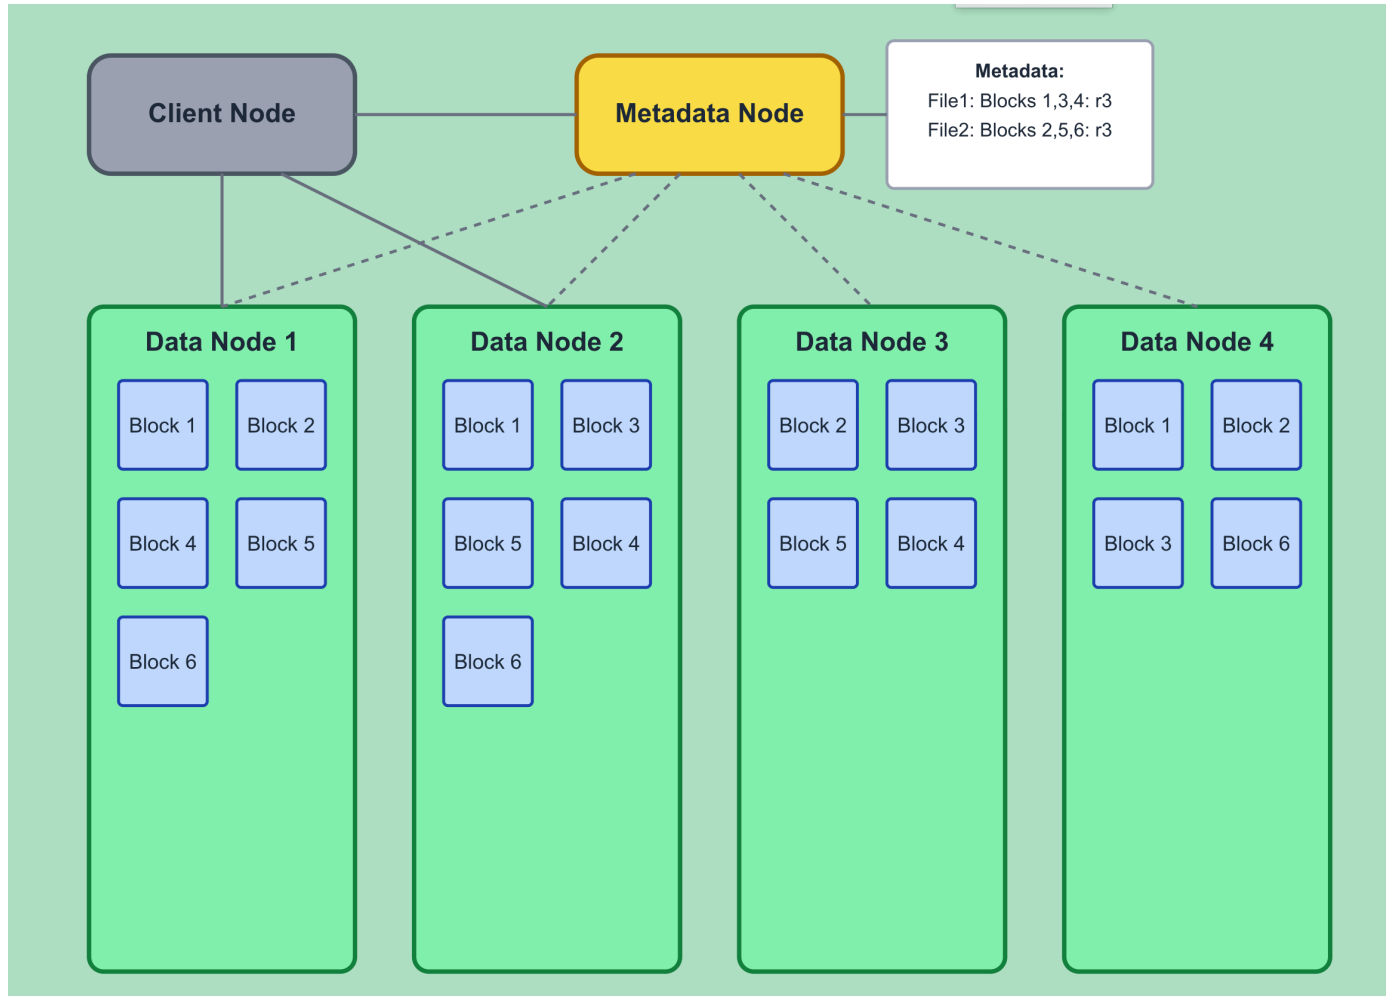 Client Node
Metadata Node
Metadata:
File1: Blocks 1,3,4: r3
File2: Blocks 2,5,6: r3
Data Node 1
Block 1
Block 2
Block 4
Block 5
Block 6
Data Node 2
Block 1
Block 3
Block 5
Block 4
Block 6
Data Node 3
Block 2
Block 3
Block 5
Block 4
Data Node 4
Block 1
Block 2
Block 3
Block 6